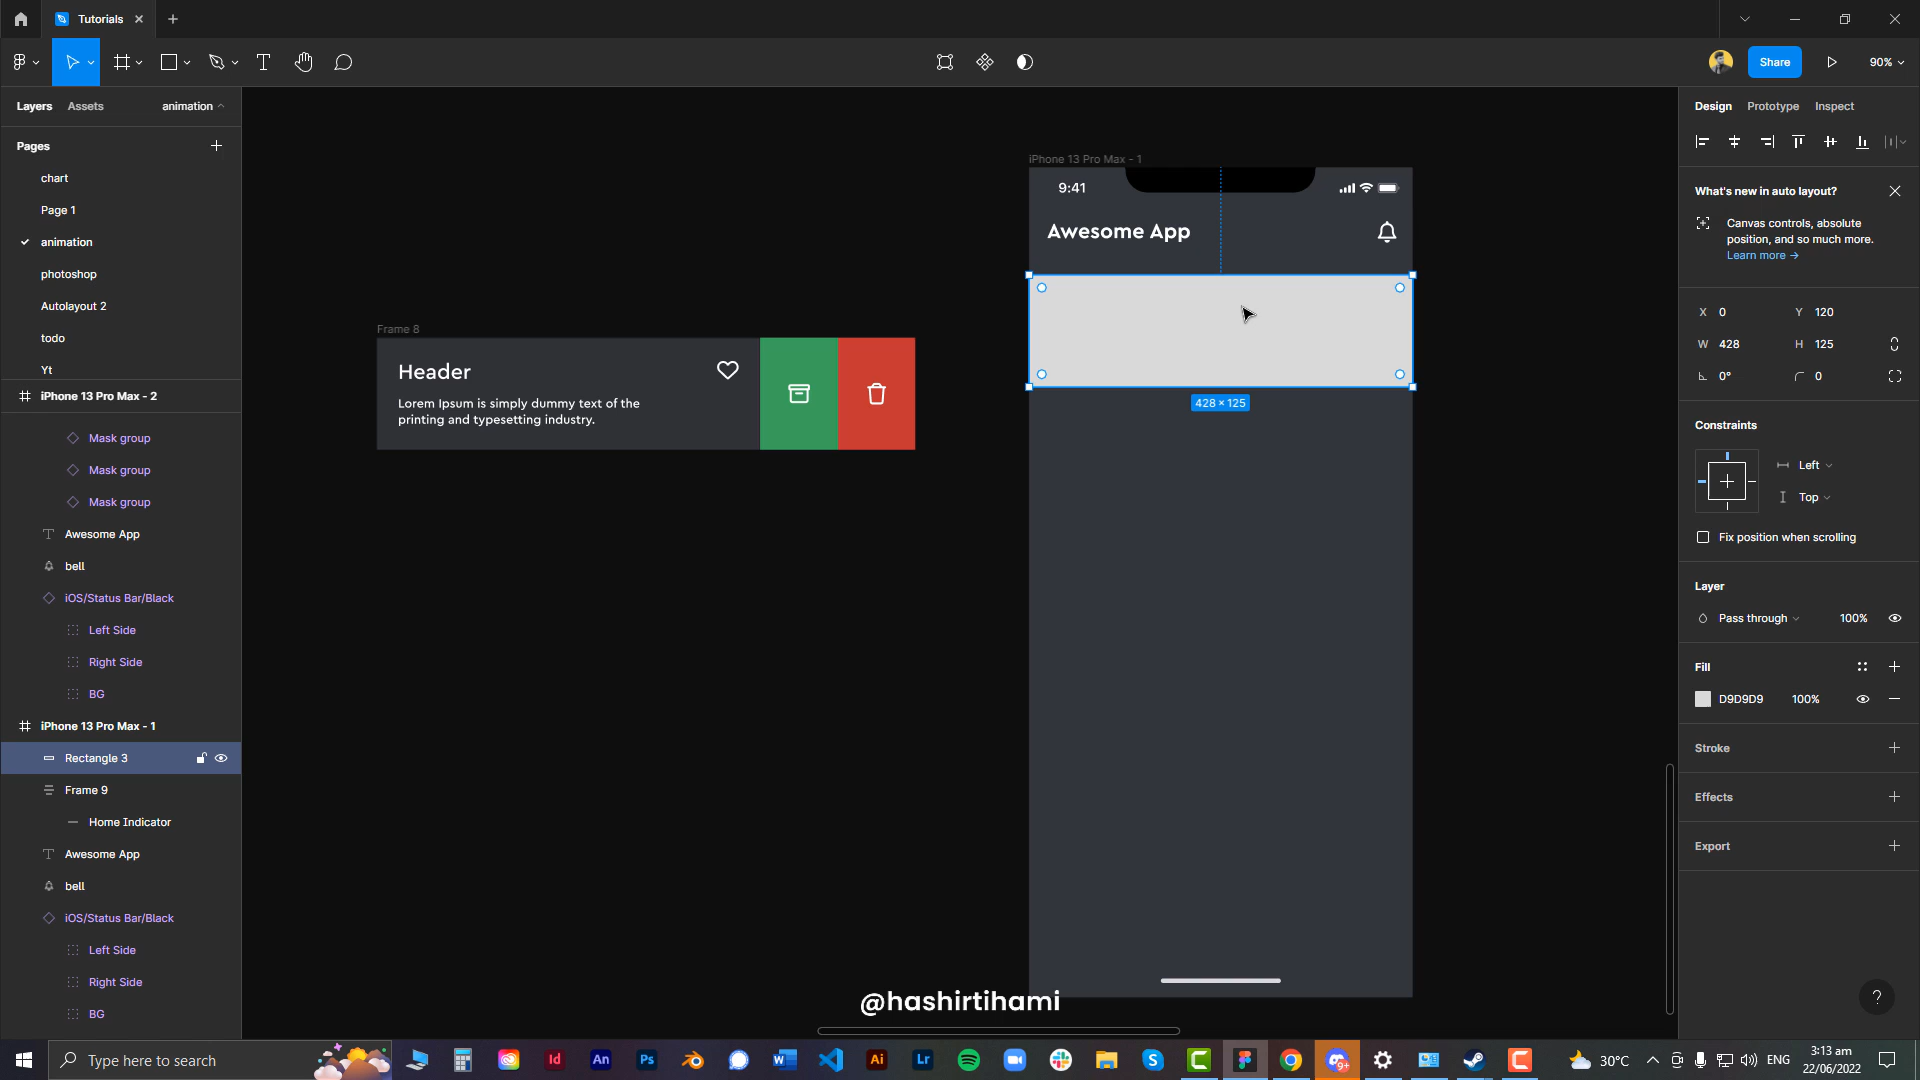 Tutorials
Share
90%
Layers
Assets
animation
Pages
chart
Page 1
animation
photoshop
Autolayout 2
todo
Yt
iPhone 13 Pro Max - 2
Mask group
Mask group
Mask group
Awesome App
bell
iOS/Status Bar/Black
Left Side
Right Side
BG
iPhone 13 Pro Max - 1
Rectangle 3
Frame 9
Home Indicator
Awesome App
bell
iOS/Status Bar/Black
Left Side
Right Side
BG
Frame 8
Header
Lorem Ipsum is simply dummy text of the
printing and typesetting industry.
iPhone 13 Pro Max - 1
9:41
Awesome App
428 × 125
@hashirtihami
Design
Prototype
Inspect
What's new in auto layout?
Canvas controls, absolute
position, and so much more.
Learn more →
X 0
Y 120
W 428
H 125
0°
0
Constraints
Left
Top
Fix position when scrolling
Layer
Pass through
100%
Fill
D9D9D9
100%
Stroke
Effects
Export
?
Type here to search
Id
An
Ps
W
Ai
Lr
S
C
9+
C
30°C
ENG
3:13 am
22/06/2022